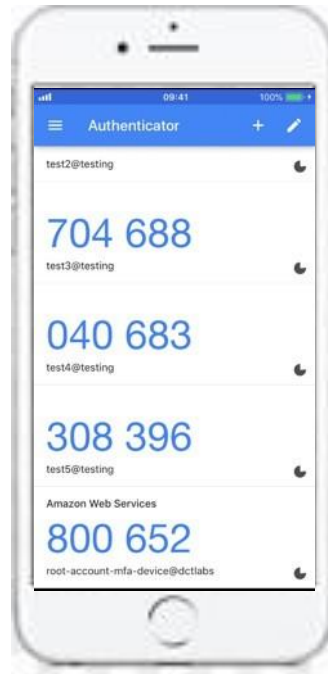 09:41
100%
Authenticator
test2@testing
704 688
test3@testing
040 683
test4@testing
308 396
test5@testing
Amazon Web Services
800 652
root-account-mfa-device@dctlabs